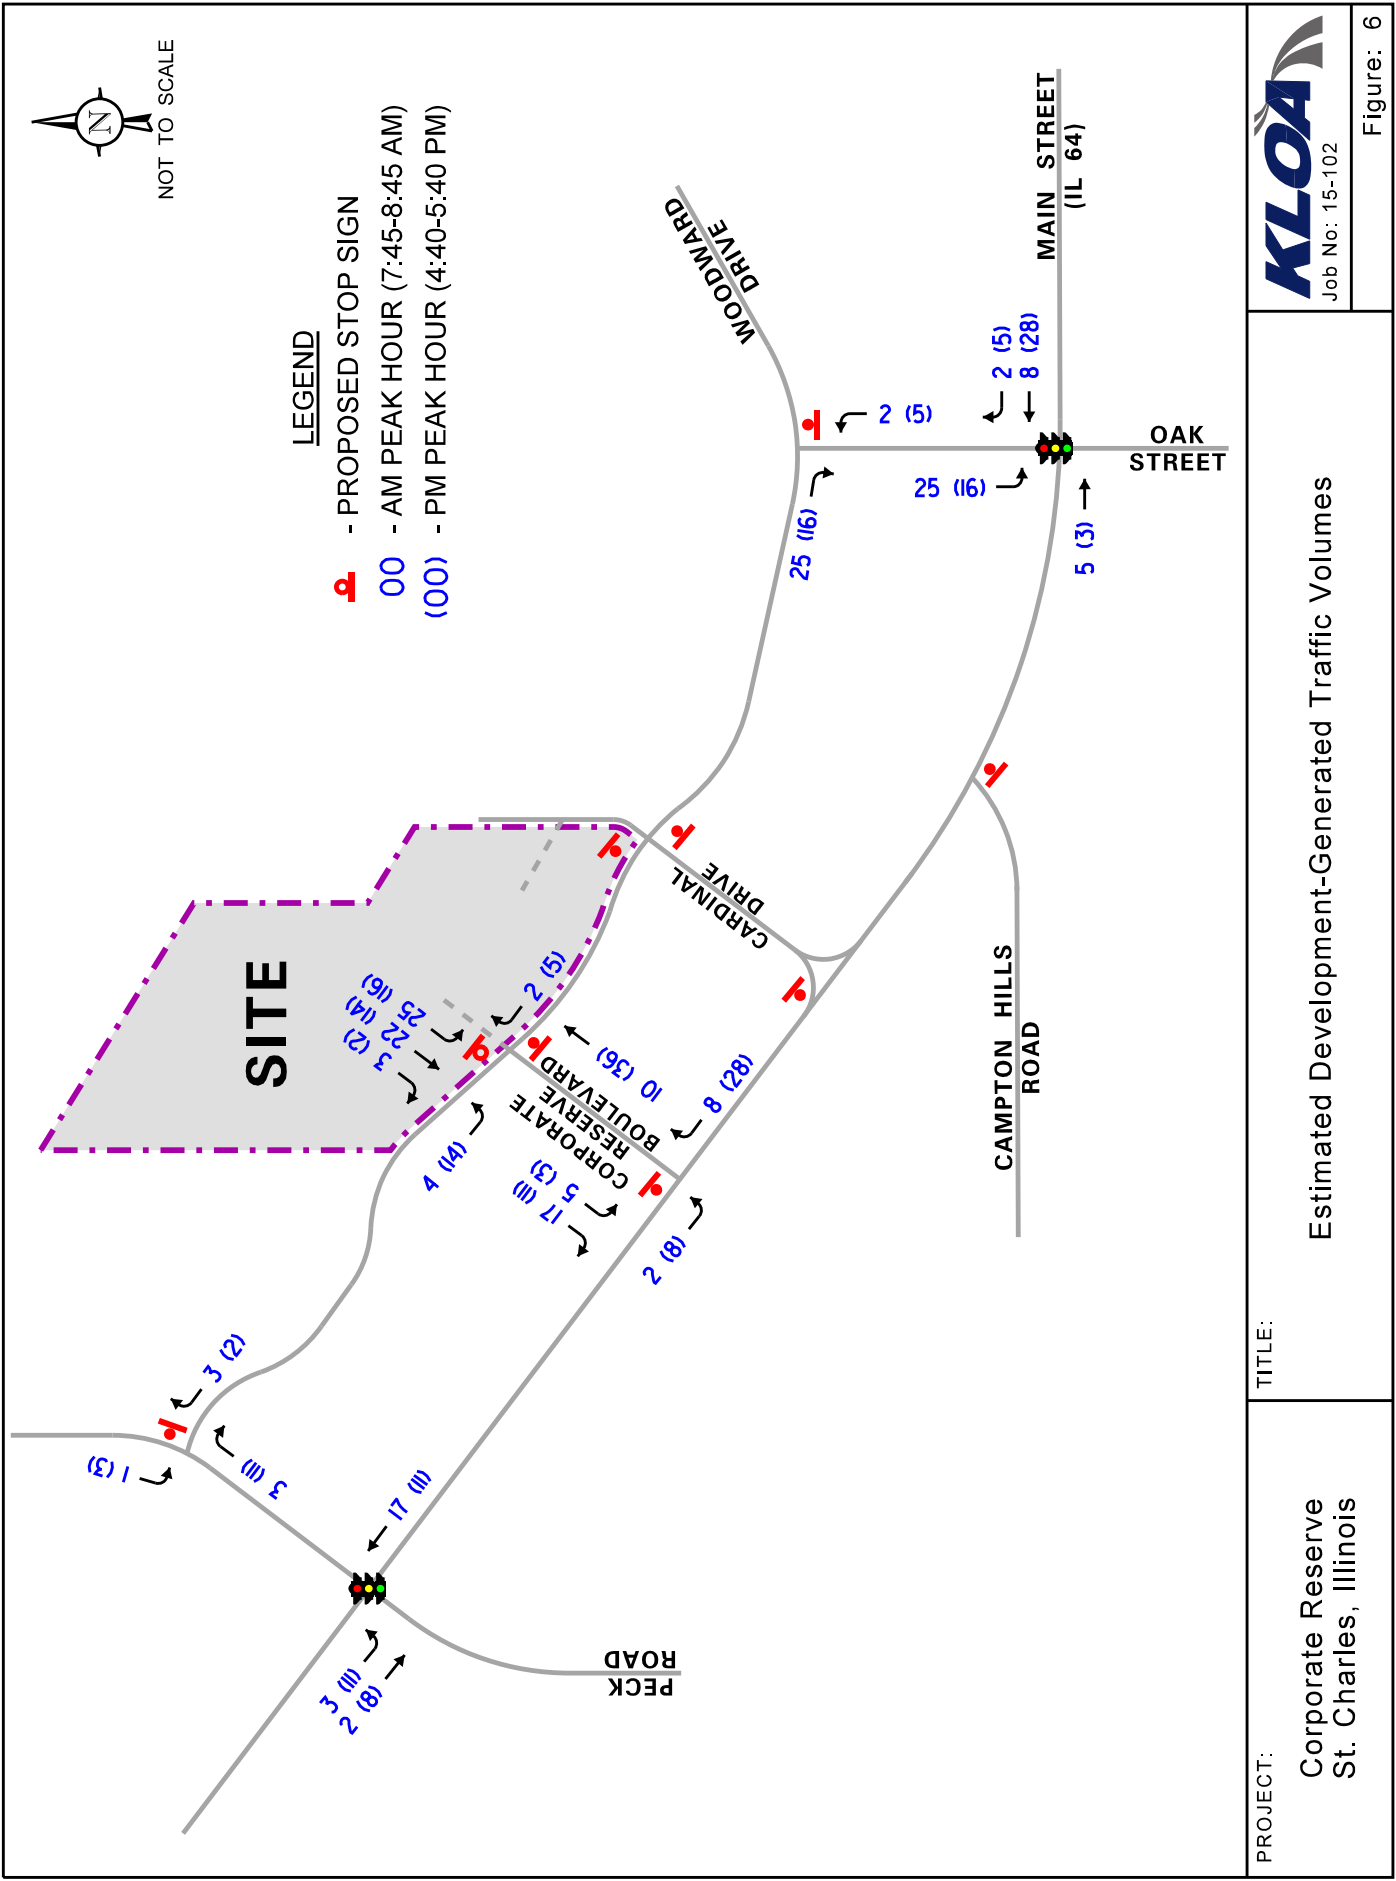 NOT TO SCALE
N
LEGEND
- PROPOSED STOP SIGN
00 - AM PEAK HOUR (7:45-8:45 AM)
(00) - PM PEAK HOUR (4:40-5:40 PM)
SITE
1 (3)
3 (2)
3 (11)
17 (11)
3 (11)
2 (8)
PECK
ROAD
3 (2)
22 (14)
25 (16)
2 (5)
4 (14)
10 (36)
CORPORATE
RESERVE
BOULEVARD
17 (11)
5 (3)
8 (28)
2 (8)
CARDINAL
DRIVE
WOODWARD
DRIVE
25 (16)
2 (5)
25 (16)
2 (5)
8 (28)
5 (3)
MAIN STREET
(IL 64)
OAK
STREET
CAMPTON HILLS
ROAD
PROJECT:
Corporate Reserve
St. Charles, Illinois
TITLE:
Estimated Development-Generated Traffic Volumes
KLOA
Job No: 15-102
Figure: 6